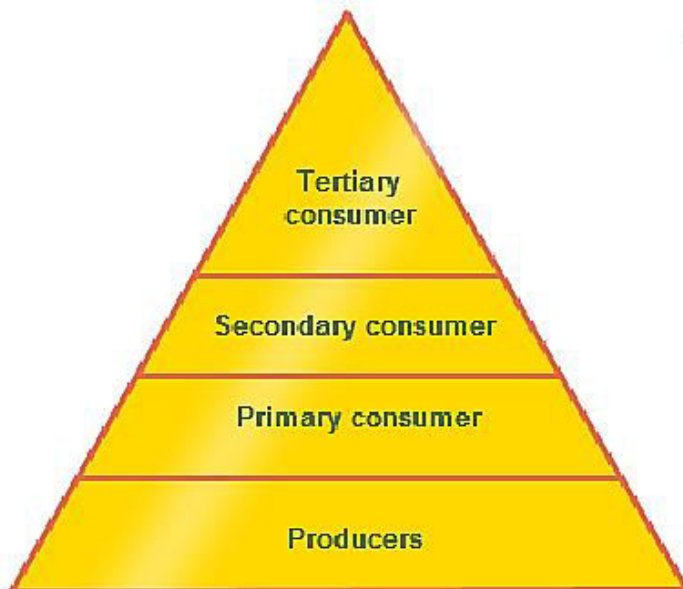 Tertiary
consumer
Secondary consumer
Primary consumer
Producers